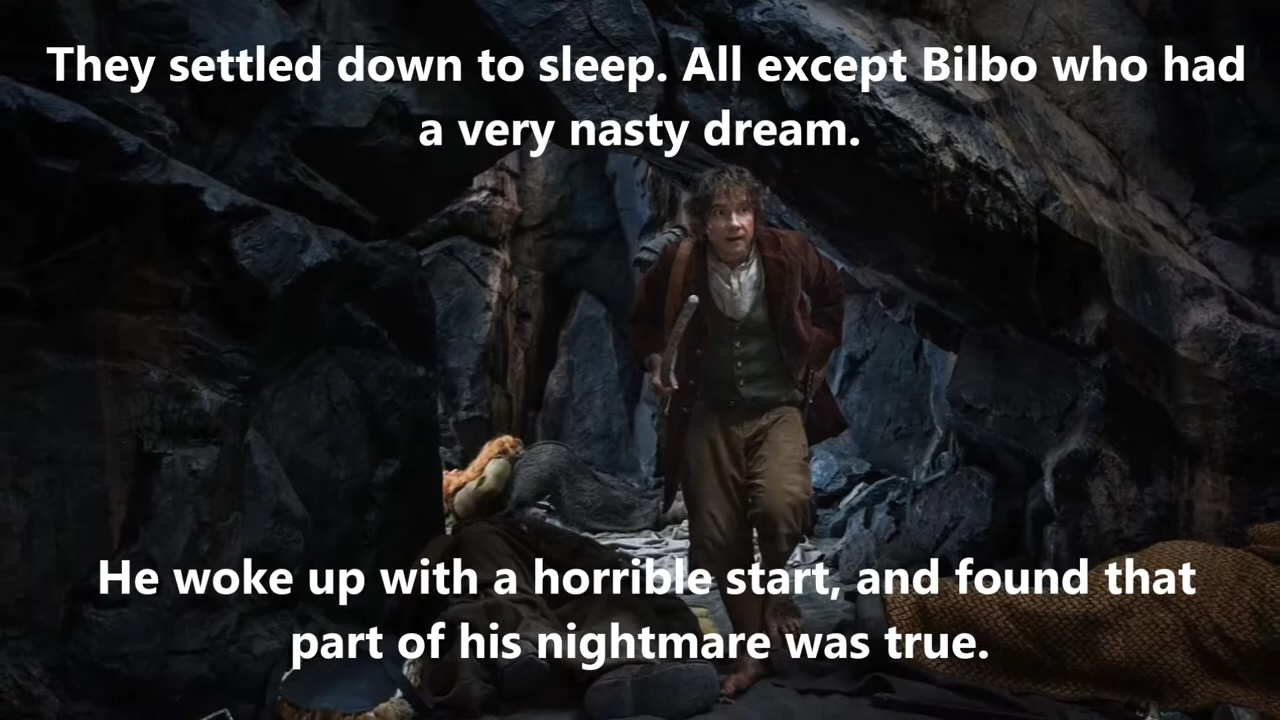 They settled down to sleep. All except Bilbo who had
a very nasty dream.
He woke up with a horrible start, and found that
part of his nightmare was true.